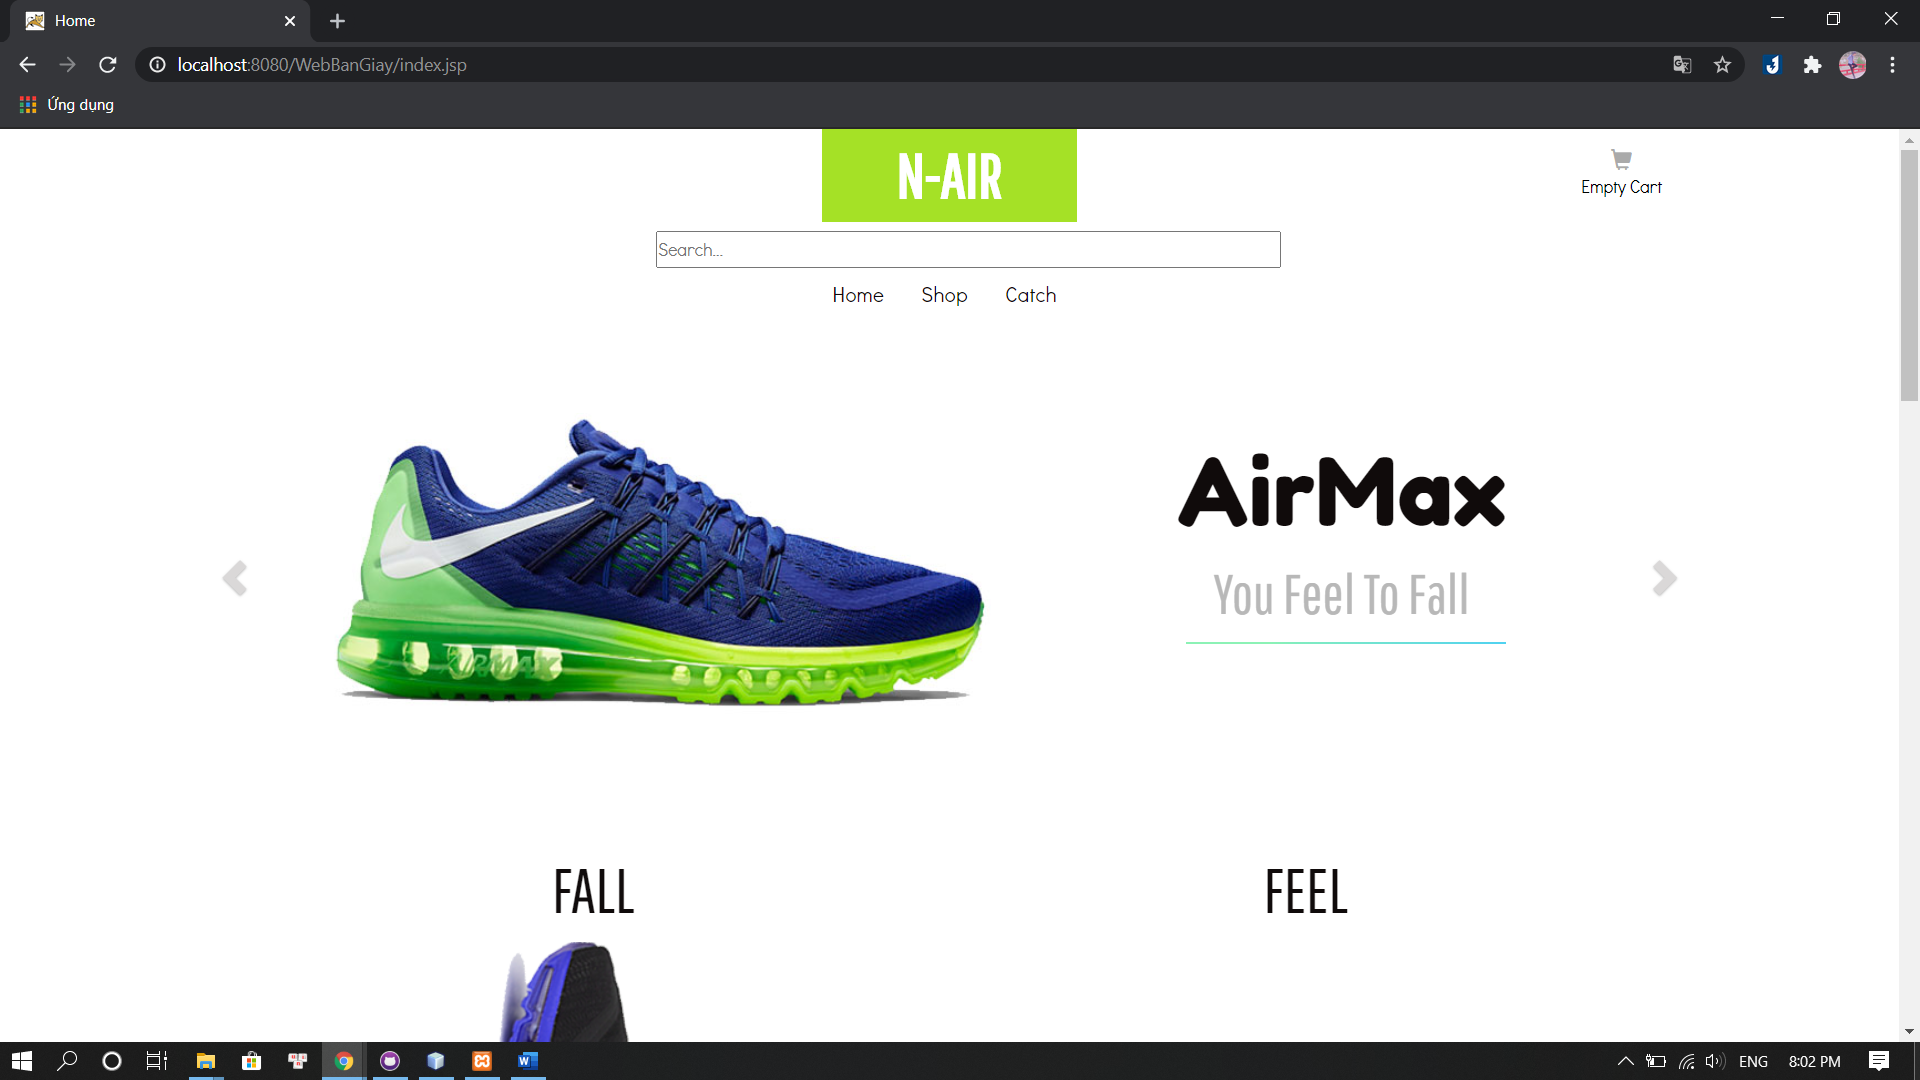 Home
localhost:8080/WebBanGiay/index.jsp
Ứng dụng
N-AIR
Empty Cart
Search...
Home Shop Catch
AirMax
You Feel To Fall
AIRMAX
FALL FEEL
ENG 8:02 PM